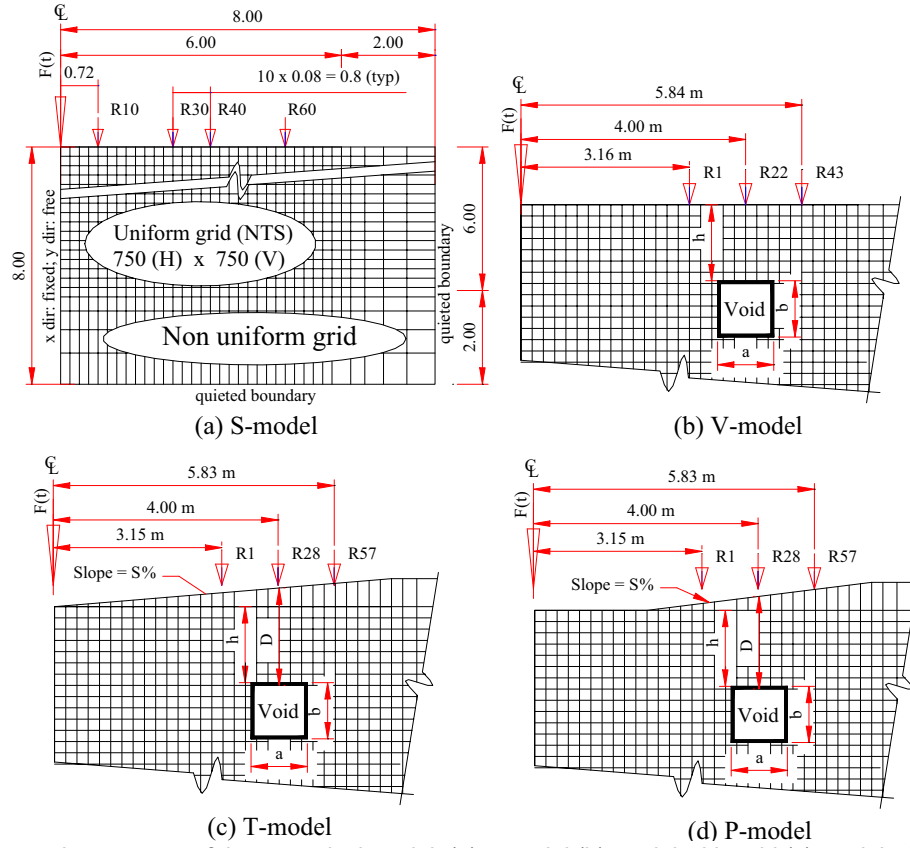 ℄
8.00
6.00 2.00
F(t)
0.72
10 x 0.08 = 0.8 (typ)
R10 R30 R40 R60
x dir: fixed; y dir: free
8.00
Uniform grid (NTS)
750 (H) x 750 (V)
Non uniform grid
6.00
2.00
quieted boundary
quieted boundary
(a) S-model
℄
F(t)
5.84 m
4.00 m
3.16 m
R1 R22 R43
h
Void
b
a
(b) V-model
℄
F(t)
5.83 m
4.00 m
3.15 m
R1 R28 R57
Slope = S%
h
D
Void
b
a
(c) T-model
℄
F(t)
5.83 m
4.00 m
3.15 m
R1 R28 R57
Slope = S%
h
D
Void
b
a
(d) P-model